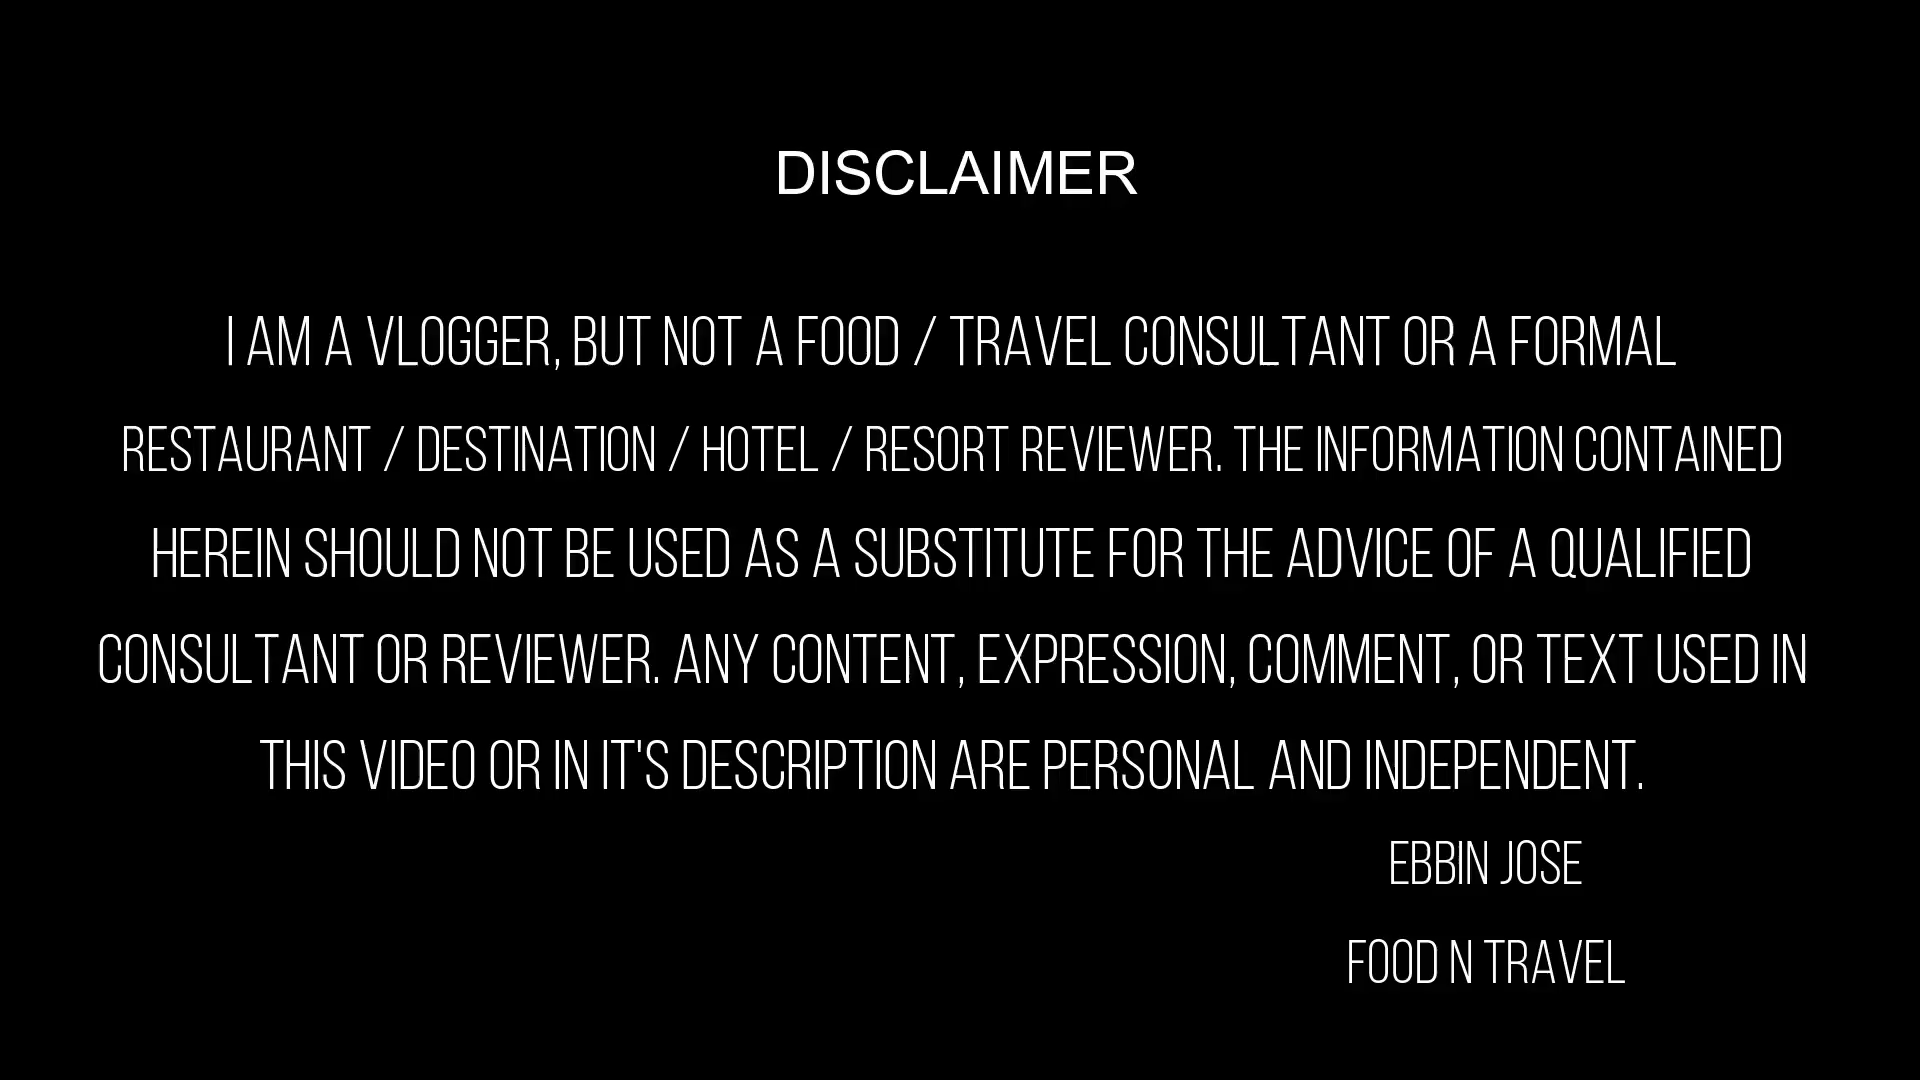 DISCLAIMER
I AM A VLOGGER, BUT NOT A FOOD / TRAVEL CONSULTANT OR A FORMAL
RESTAURANT / DESTINATION / HOTEL / RESORT REVIEWER. THE INFORMATION CONTAINED
HEREIN SHOULD NOT BE USED AS A SUBSTITUTE FOR THE ADVICE OF A QUALIFIED
CONSULTANT OR REVIEWER. ANY CONTENT, EXPRESSION, COMMENT, OR TEXT USED IN
THIS VIDEO OR IN IT'S DESCRIPTION ARE PERSONAL AND INDEPENDENT.
EBBIN JOSE
FOOD N TRAVEL